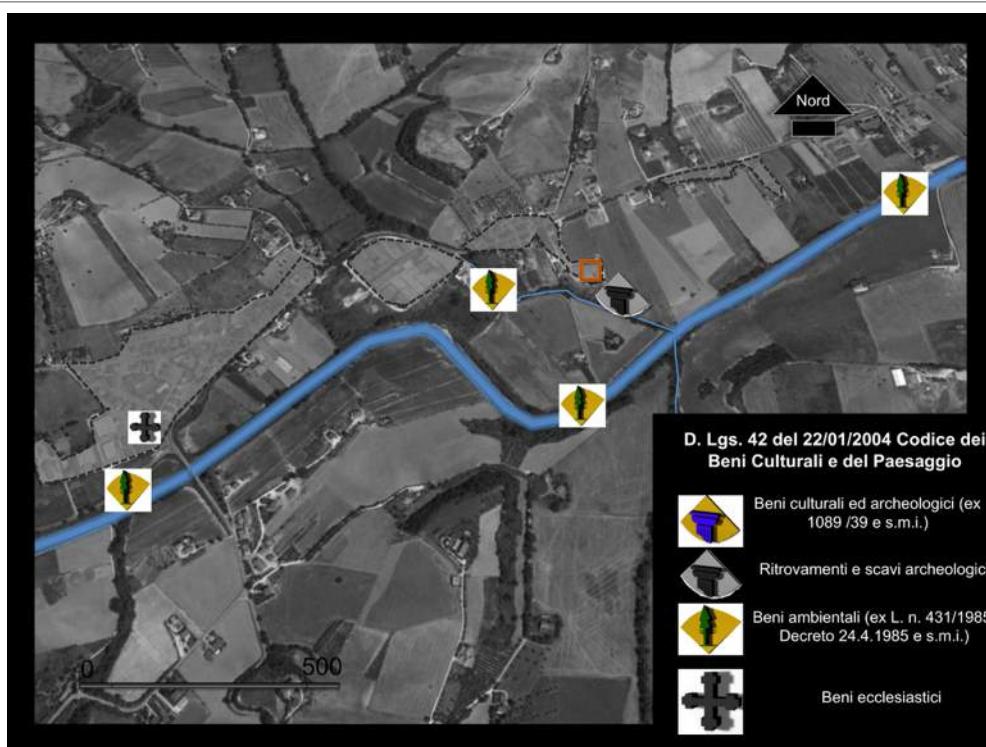 Nord
D. Lgs. 42 del 22/01/2004 Codice dei
Beni Culturali e del Paesaggio
Beni culturali ed archeologici (ex
1089 /39 e s.m.i.)
Ritrovamenti e scavi archeologic
Beni ambientali (ex L. n. 431/1985
Decreto 24.4.1985 e s.m.i.)
Beni ecclesiastici
0 500